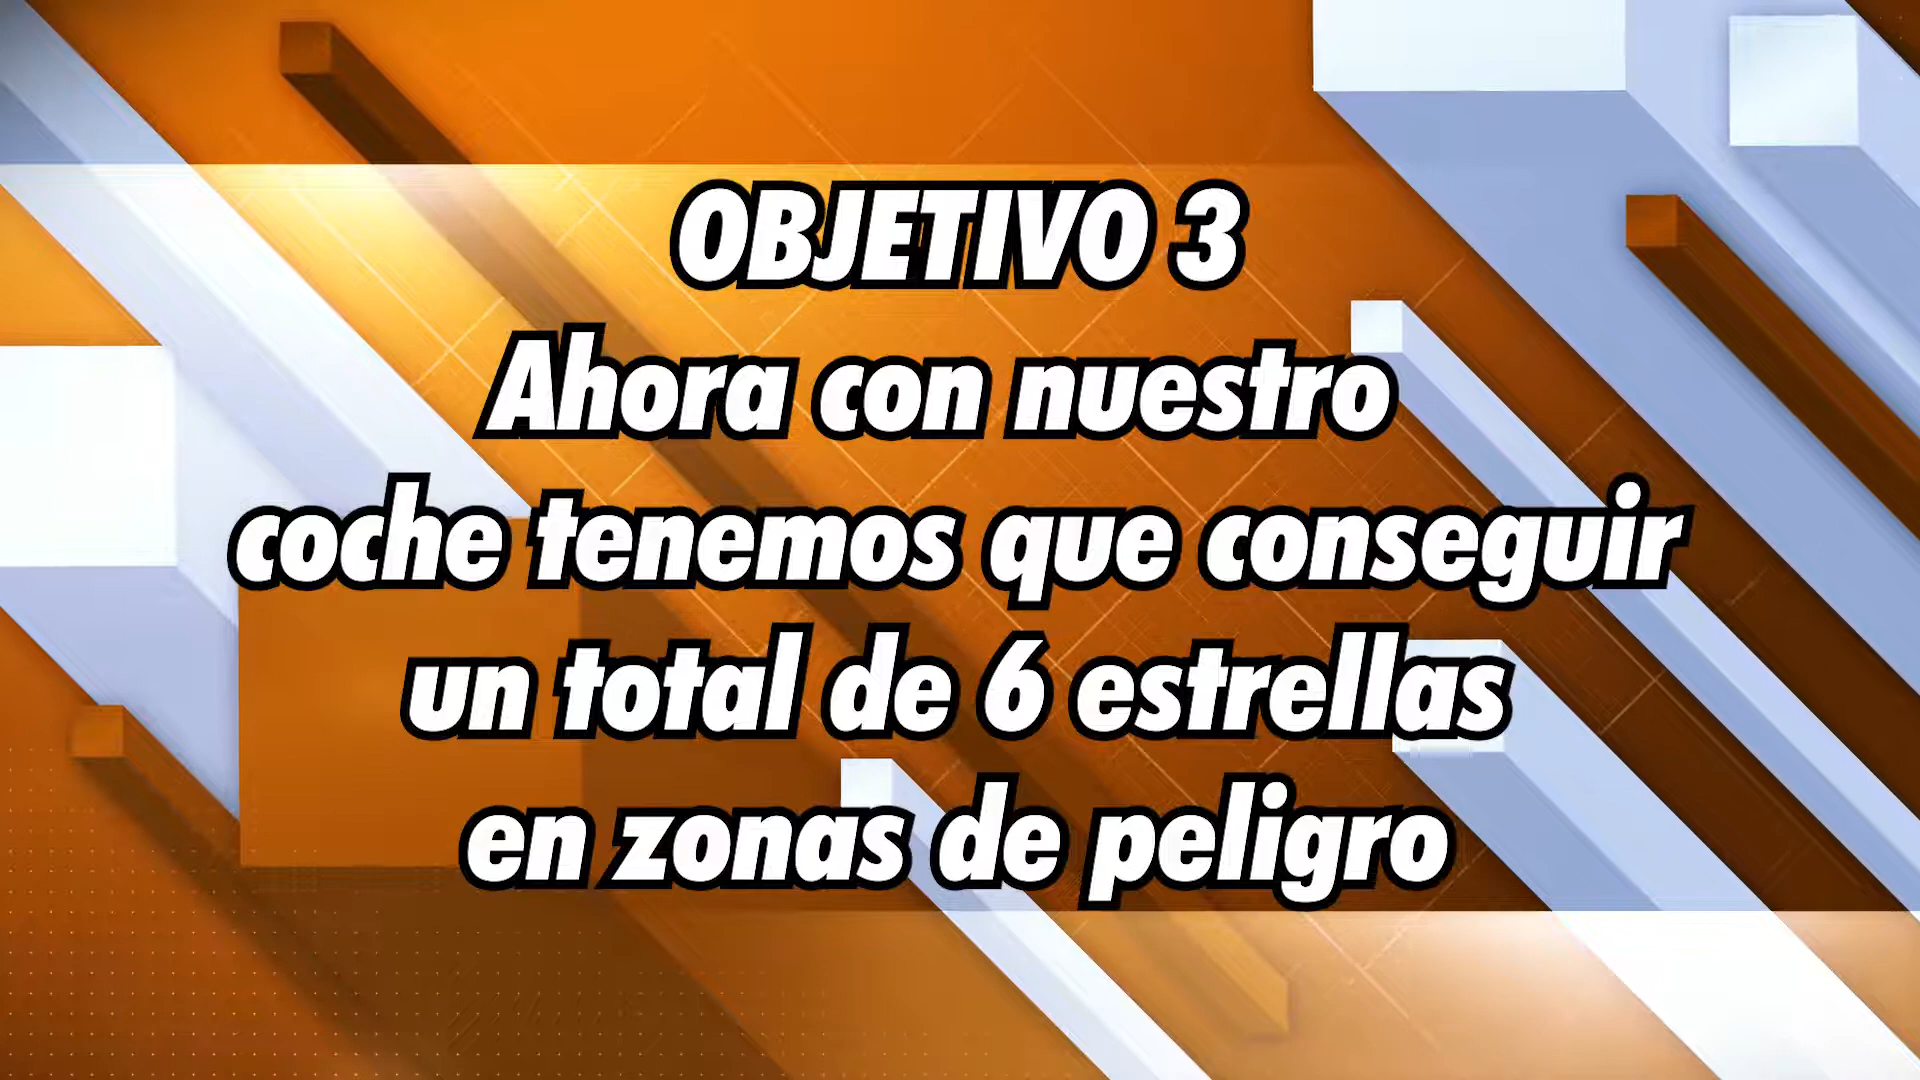 OBJETIVO 3
Ahora con nuestro
coche tenemos que conseguir
un total de 6 estrellas
en zonas de peligro